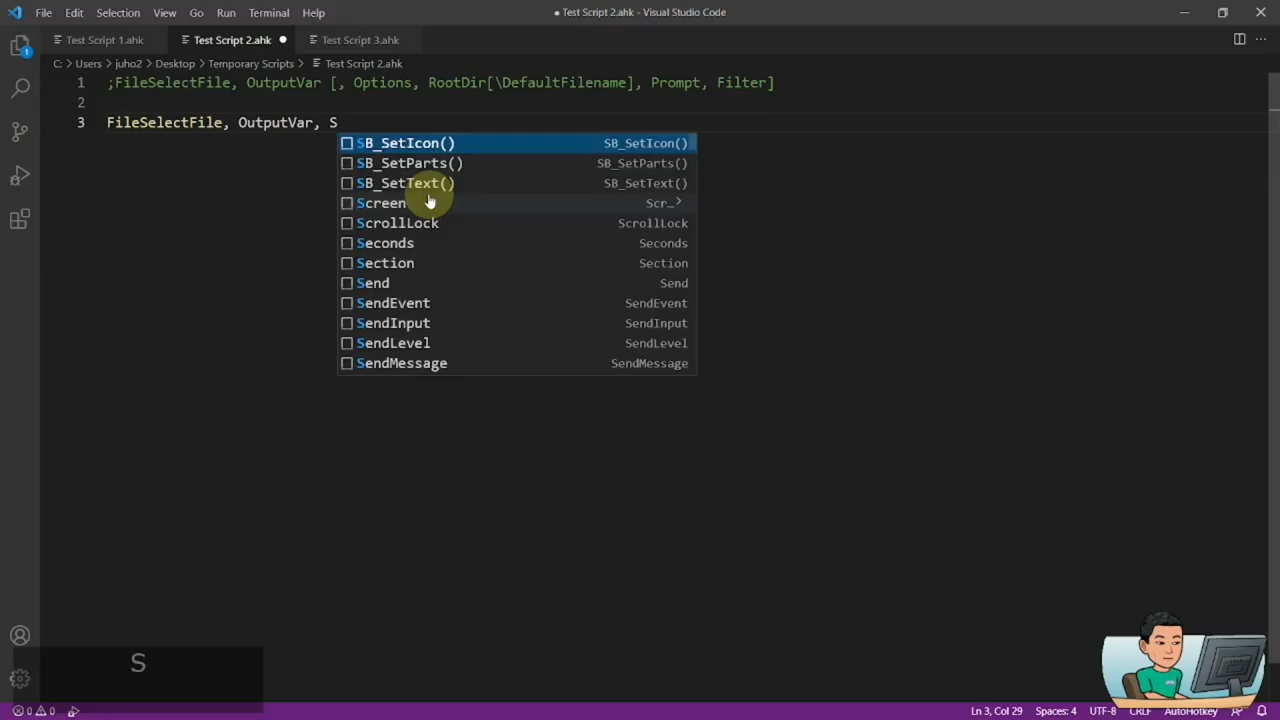 File Edit Selection View Go Run Terminal Help
● Test Script 2.ahk - Visual Studio Code
Test Script 1.ahk
Test Script 2.ahk
Test Script 3.ahk
C: > Users > juho2 > Desktop > Temporary Scripts > Test Script 2.ahk
1 ;FileSelectFile, OutputVar [, Options, RootDir[\DefaultFilename], Prompt, Filter]
2
3 FileSelectFile, OutputVar, S
SB_SetIcon() SB_SetIcon()
SB_SetParts() SB_SetParts()
SB_SetText() SB_SetText()
Screen Scr_>
ScrollLock ScrollLock
Seconds Seconds
Section Section
Send Send
SendEvent SendEvent
SendInput SendInput
SendLevel SendLevel
SendMessage SendMessage
1
S
0 0
Ln 3, Col 29 Spaces: 4 UTF-8 CRLF AutoHotkey